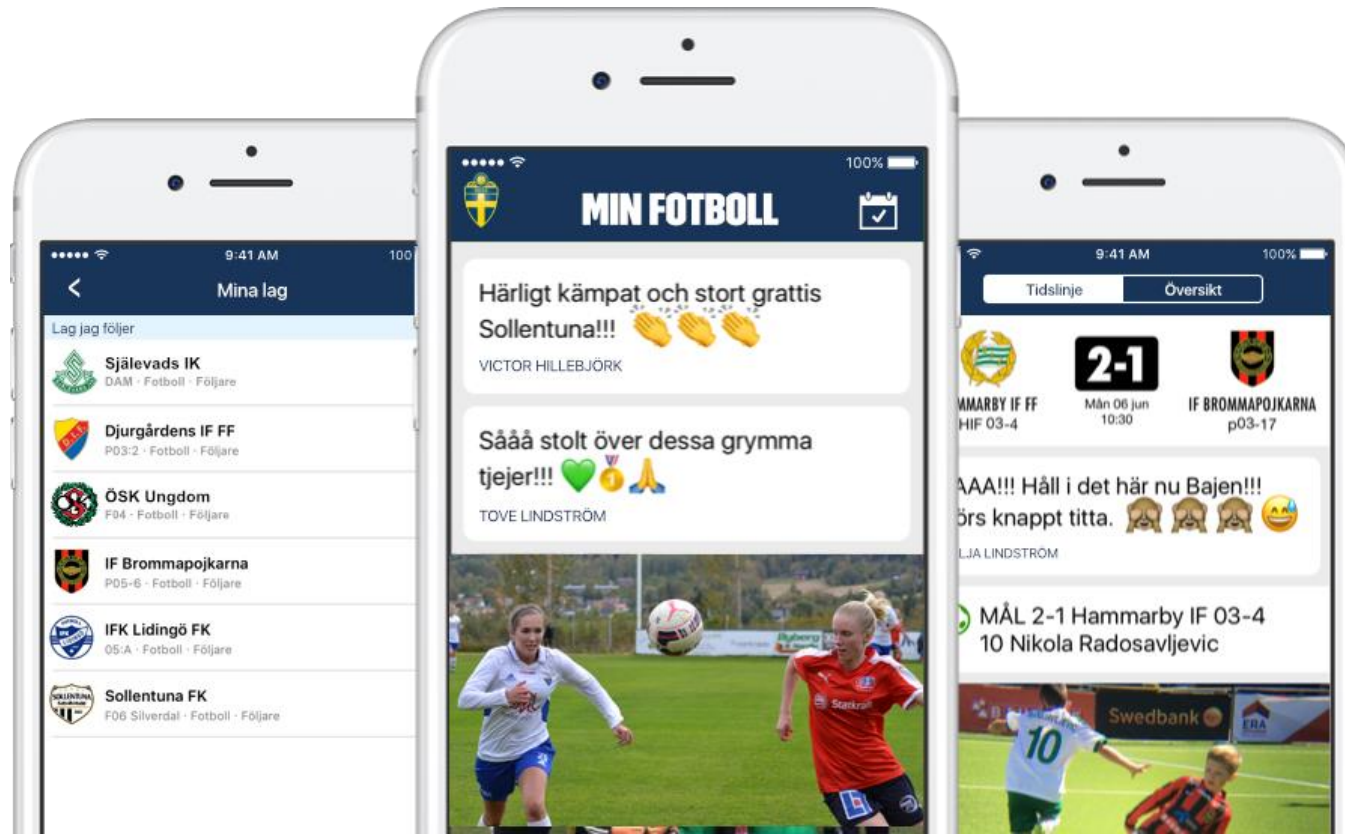 9:41 AM
100
Mina lag
Lag jag följer
Själevads IK
DAM · Fotboll · Följare
Djurgårdens IF FF
P03:2 · Fotboll · Följare
ÖSK Ungdom
F04 · Fotboll · Följare
IF Brommapojkarna
P05-6 · Fotboll · Följare
IFK Lidingö FK
05:A · Fotboll · Följare
Sollentuna FK
F06 Silverdal · Fotboll · Följare
100%
MIN FOTBOLL
Härligt kämpat och stort grattis
Sollentuna!!! 👏👏👏
VICTOR HILLEBJÖRK
Sååå stolt över dessa grymma
tjejer!!! 💚🏅🙏
TOVE LINDSTRÖM
Starkraft
9:41 AM
100%
Tidslinje
Översikt
2-1
MMARBY IF FF
HIF 03-4
Mån 06 jun
10:30
IF BROMMAPOJKARNA
p03-17
AAA!!! Håll i det här nu Bajen!!!
örs knappt titta. 🙈🙈🙈😅
LJA LINDSTRÖM
MÅL 2-1 Hammarby IF 03-4
10 Nikola Radosavljevic
Swedbank
ERA
10